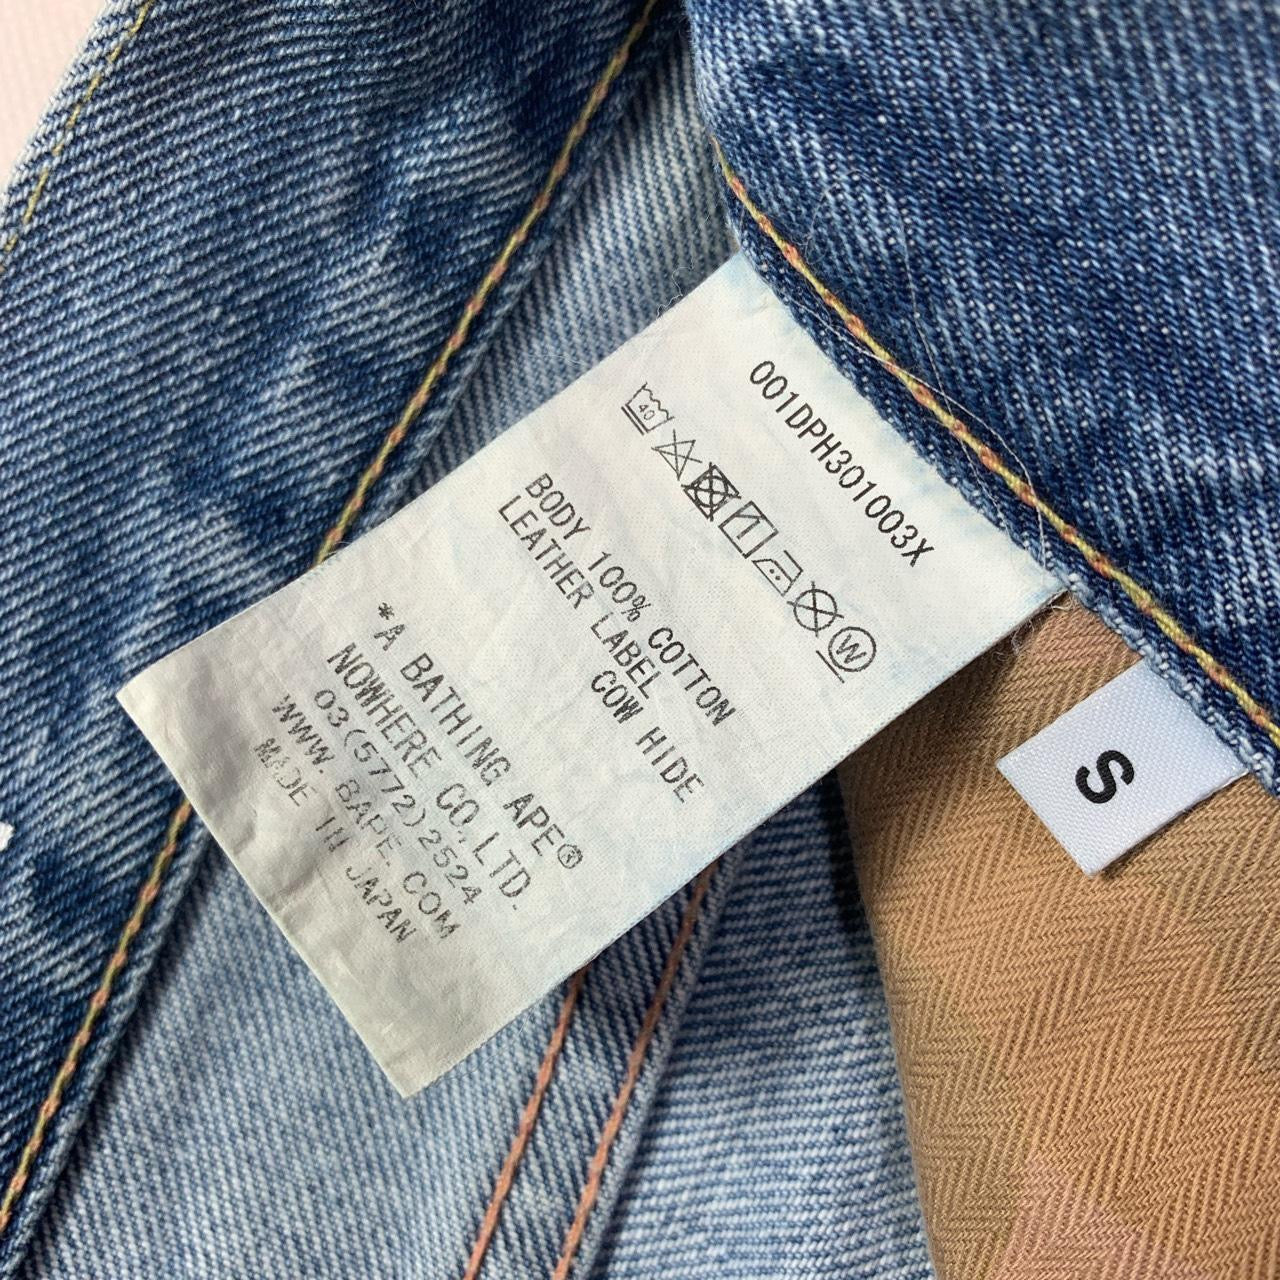 001DPH301003X
40
W
BODY 100% COTTON
LEATHER LABEL
COW HIDE
*A BATHING APE®
NOWHERE CO.,LTD.
03(5772)2524
WWW.BAPE.COM
MADE IN JAPAN
S